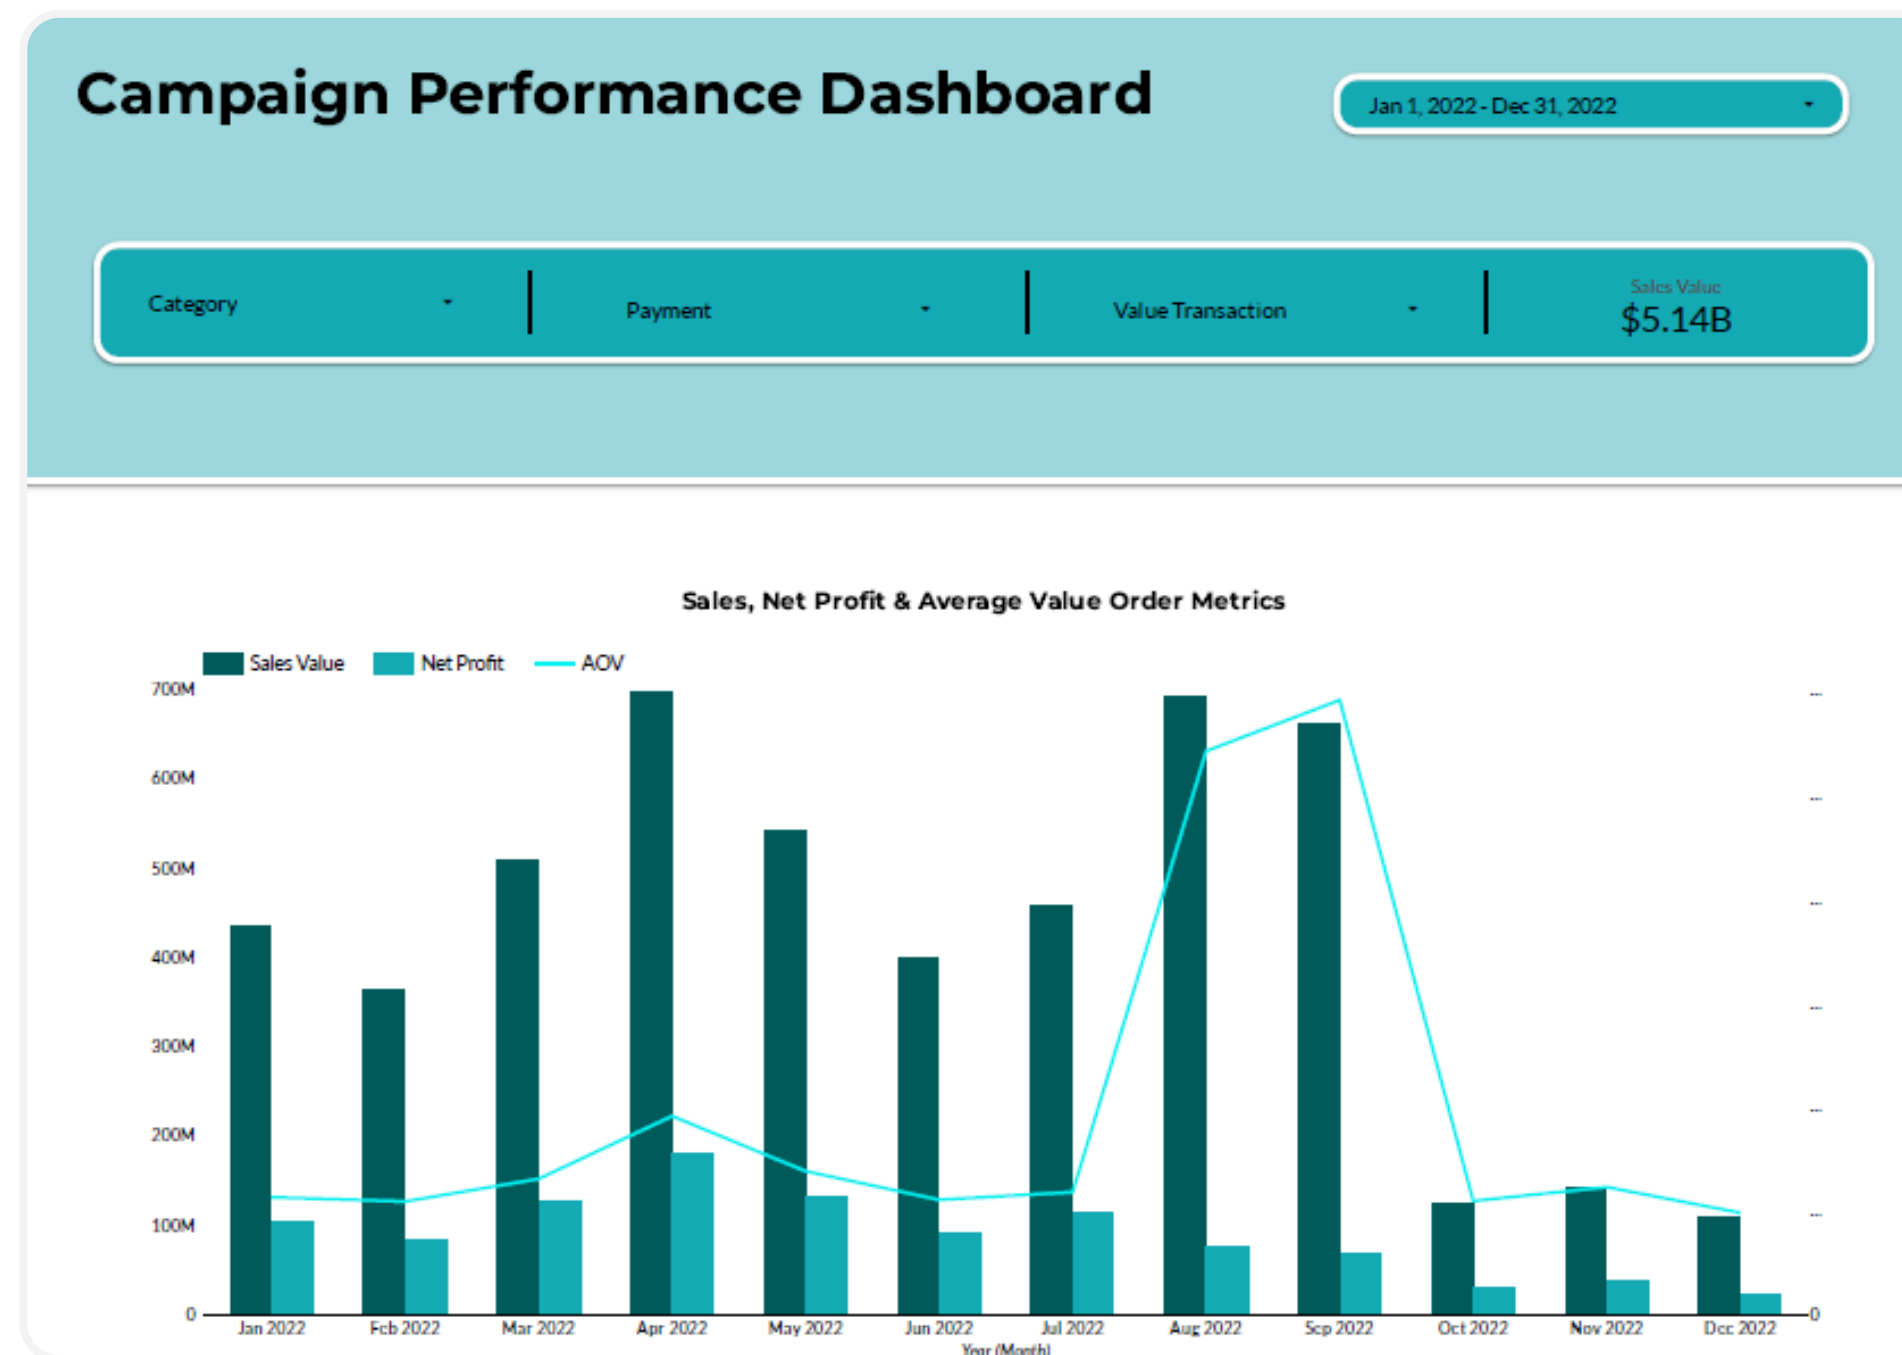 Campaign Performance Dashboard
Jan 1, 2022 - Dec 31, 2022
Category
Payment
Value Transaction
Sales Value
$5.14B
Sales, Net Profit & Average Value Order Metrics
Sales Value Net Profit AOV
700M
600M
500M
400M
300M
200M
100M
0
...
...
...
...
...
...
0
Jan 2022 Feb 2022 Mar 2022 Apr 2022 May 2022 Jun 2022 Jul 2022 Aug 2022 Sep 2022 Oct 2022 Nov 2022 Dec 2022
Year (Month)